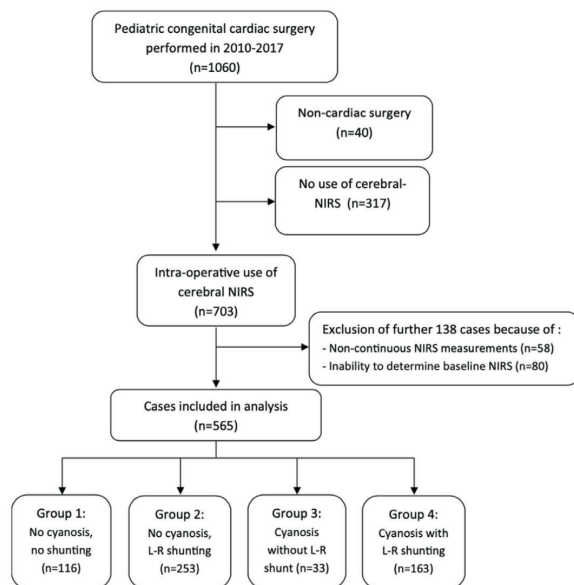 Pediatric congenital cardiac surgery
performed in 2010-2017
(n=1060)
Non-cardiac surgery
(n=40)
No use of cerebral-
NIRS (n=317)
Intra-operative use of
cerebral NIRS
(n=703)
Exclusion of further 138 cases because of :
- Non-continuous NIRS measurements (n=58)
- Inability to determine baseline NIRS (n=80)
Cases included in analysis
(n=565)
Group 1:
No cyanosis,
no shunting
(n=116)
Group 2:
No cyanosis,
L-R shunting
(n=253)
Group 3:
Cyanosis
without L-R
shunt (n=33)
Group 4:
Cyanosis with
L-R shunting
(n=163)